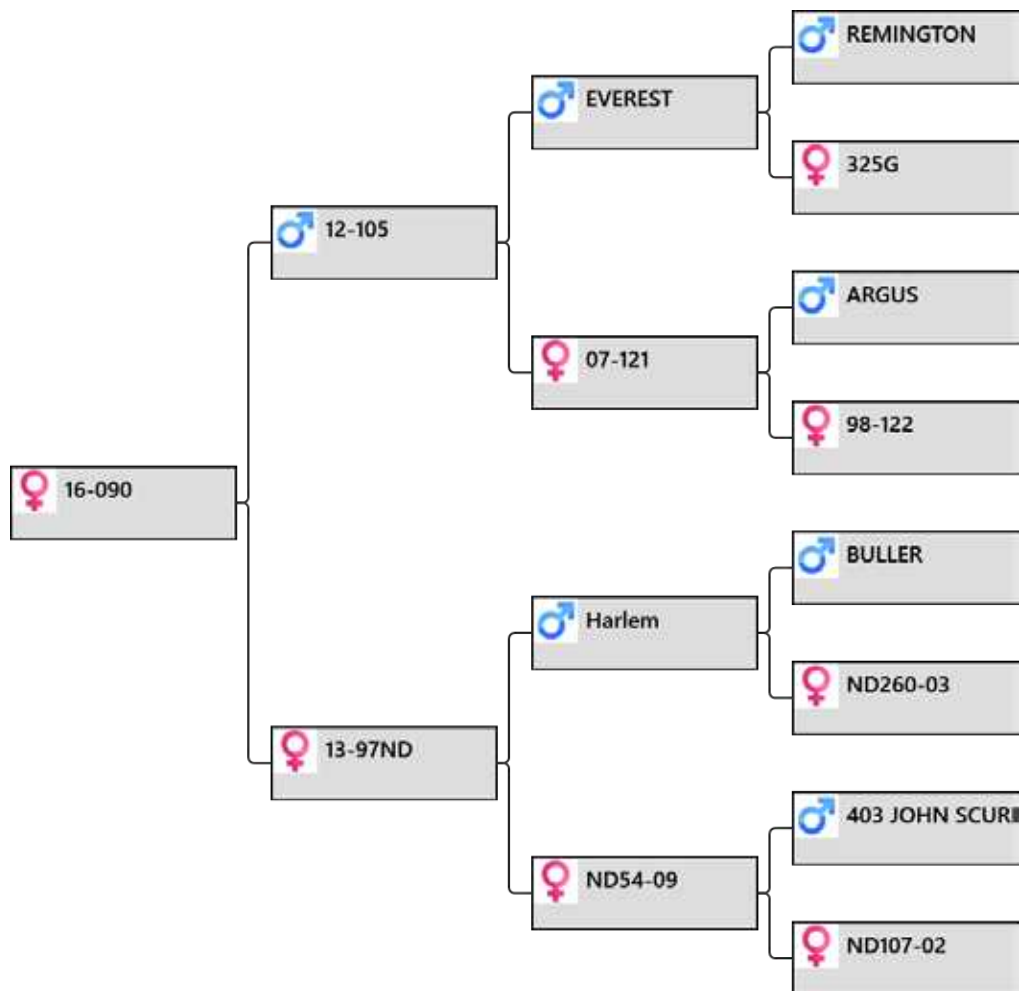 REMINGTON
EVEREST
325G
12-105
ARGUS
07-121
98-122
16-090
BULLER
Harlem
ND260-03
13-97ND
403 JOHN
ND54-09
ND107-02